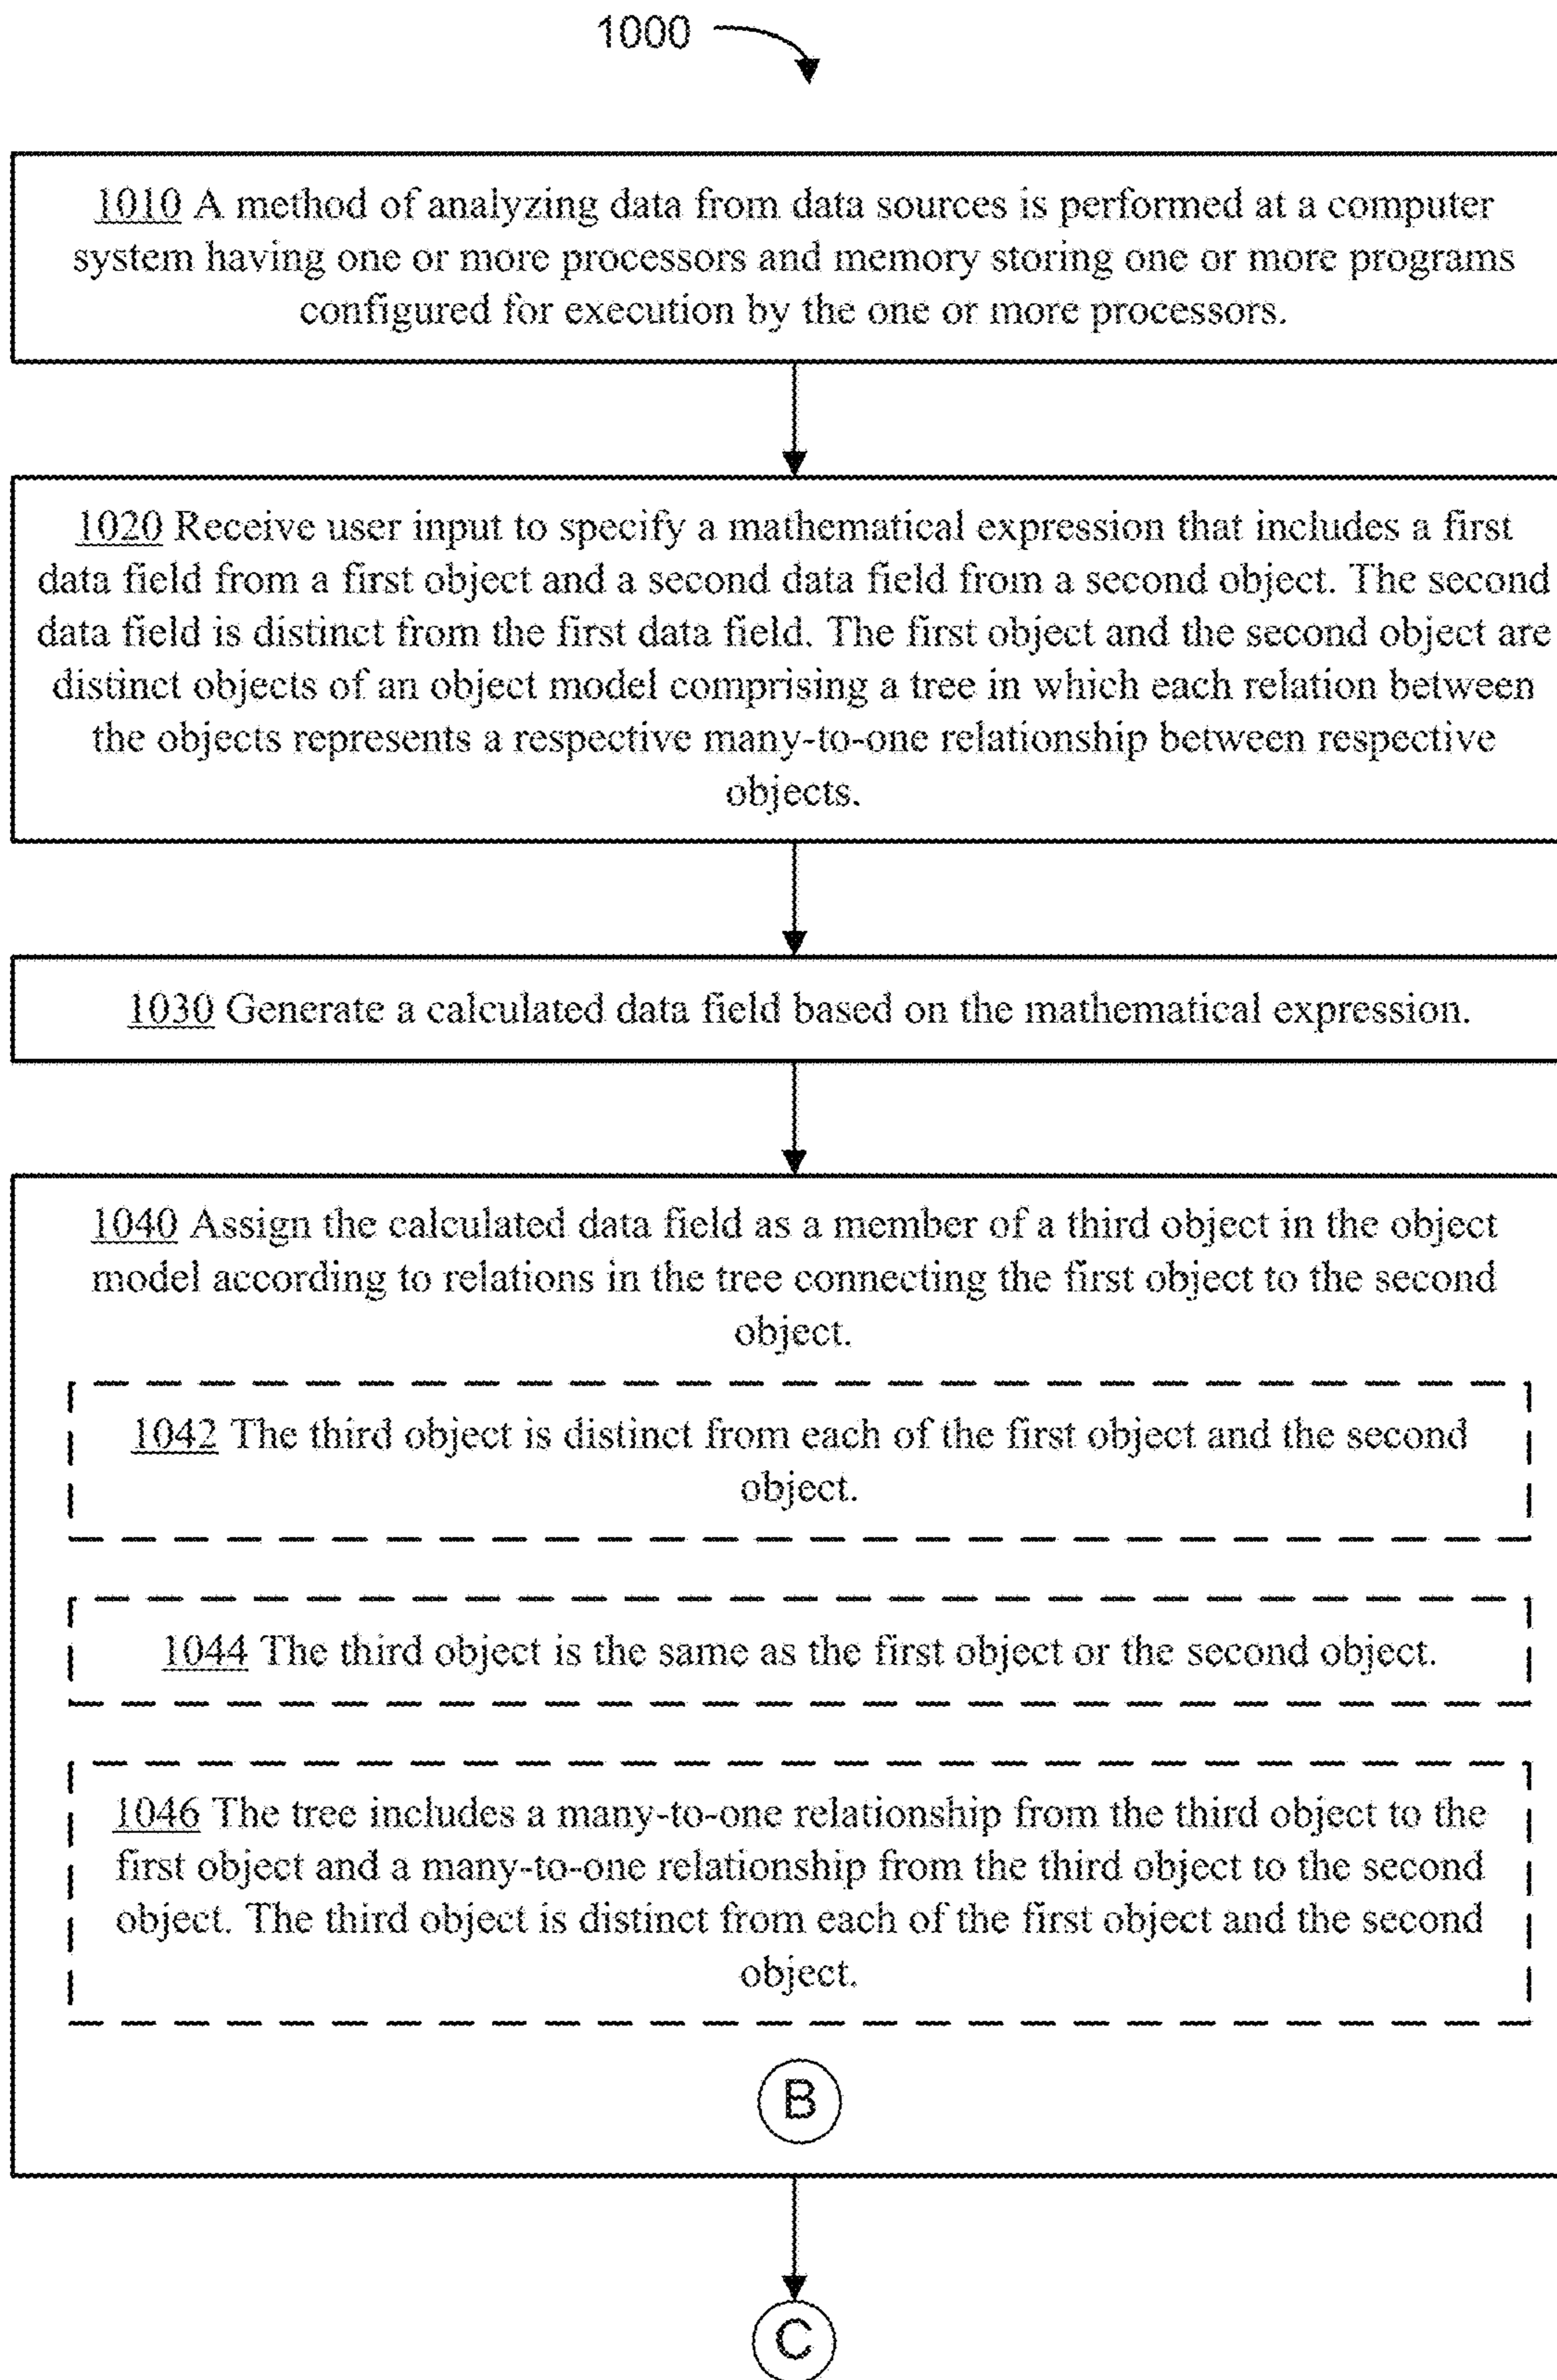 1000
1010 A method of analyzing data from data sources is performed at a computer
system having one or more processors and memory storing one or more programs
configured for execution by the one or more processors.
1020 Receive user input to specify a mathematical expression that includes a first
data field from a first object and a second data field from a second object. The second
data field is distinct from the first data field. The first object and the second object are
distinct objects of an object model comprising a tree in which each relation between
the objects represents a respective many-to-one relationship between respective
objects.
1030 Generate a calculated data field based on the mathematical expression.
1040 Assign the calculated data field as a member of a third object in the object
model according to relations in the tree connecting the first object to the second
object.
1042 The third object is distinct from each of the first object and the second
object.
1044 The third object is the same as the first object or the second object.
1046 The tree includes a many-to-one relationship from the third object to the
first object and a many-to-one relationship from the third object to the second
object. The third object is distinct from each of the first object and the second
object.
B
C